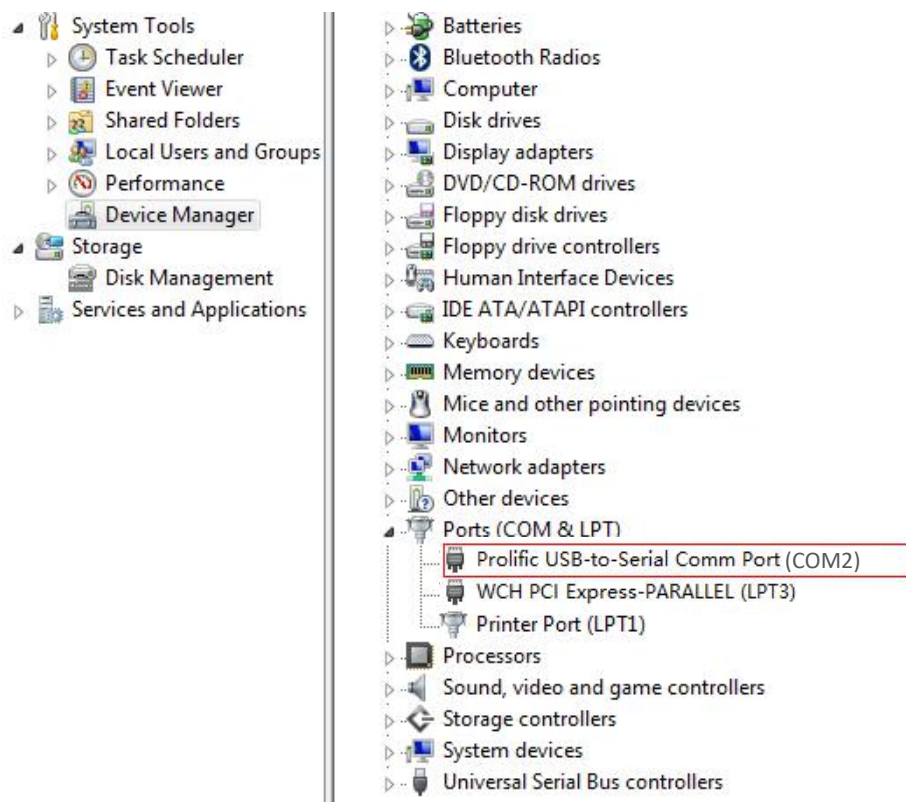 System Tools
Task Scheduler
Event Viewer
Shared Folders
Local Users and Groups
Performance
Device Manager
Storage
Disk Management
Services and Applications
Batteries
Bluetooth Radios
Computer
Disk drives
Display adapters
DVD/CD-ROM drives
Floppy disk drives
Floppy drive controllers
Human Interface Devices
IDE ATA/ATAPI controllers
Keyboards
Memory devices
Mice and other pointing devices
Monitors
Network adapters
Other devices
Ports (COM & LPT)
Prolific USB-to-Serial Comm Port (COM2)
WCH PCI Express-PARALLEL (LPT3)
Printer Port (LPT1)
Processors
Sound, video and game controllers
Storage controllers
System devices
Universal Serial Bus controllers